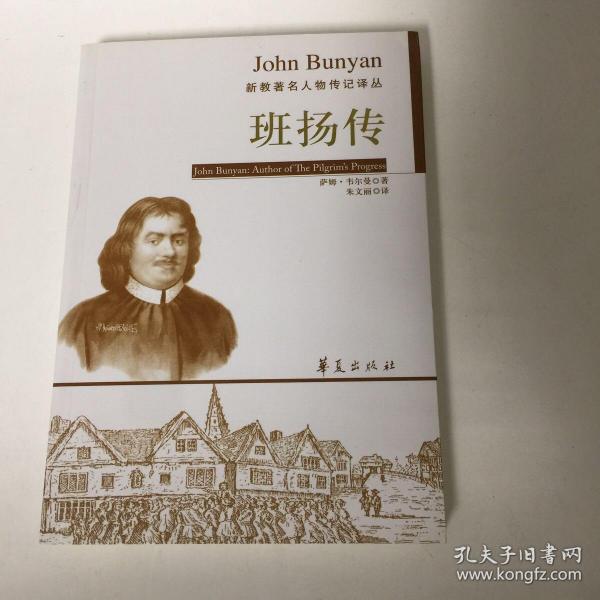 John Bunyan
新教著名人物传记译丛
班扬传
John Bunyan: Author of The Pilgrim's Progress
萨姆·韦尔曼◎著
朱文丽◎译
華夏出版社
孔夫子旧书网
www.kongfz.com